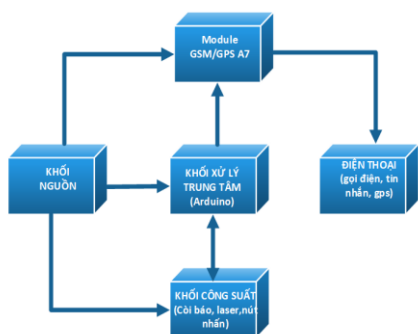 Module
GSM/GPS A7
KHỐI
NGUỒN
KHỐI XỬ LÝ
TRUNG TÂM
(Arduino)
ĐIỆN THOẠI
(gọi điện, tin
nhắn, gps)
KHỐI CÔNG SUẤT
(Còi báo, laser,nút
nhấn)